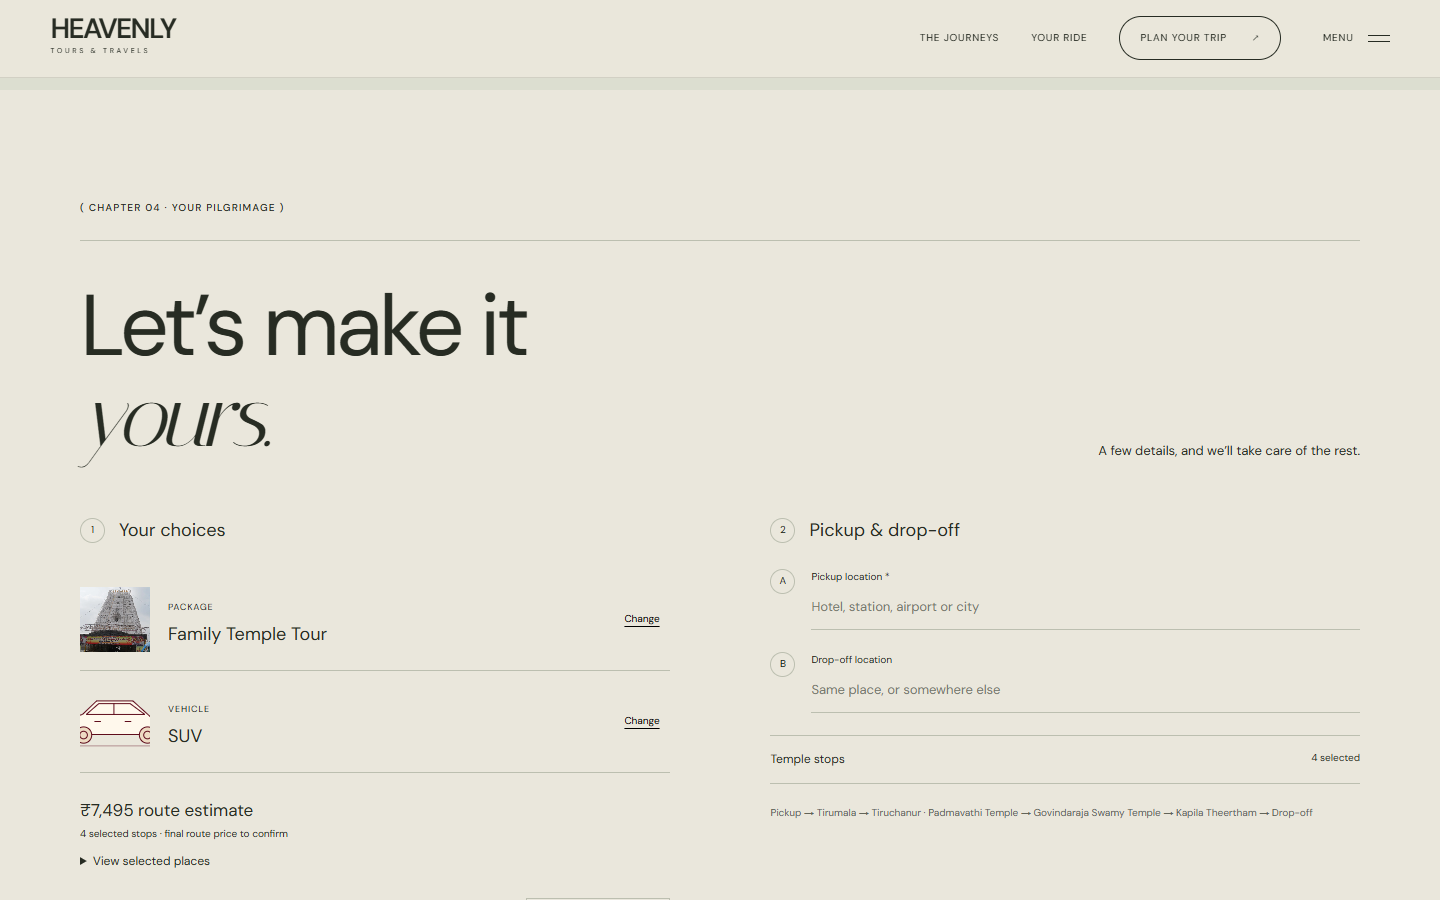 HEAVENLY
TOURS & TRAVELS
THE JOURNEYS
YOUR RIDE
PLAN YOUR TRIP ↗
MENU
( CHAPTER 04 · YOUR PILGRIMAGE )
Let’s make it
yours.
A few details, and we’ll take care of the rest.
1 Your choices
PACKAGE
Family Temple Tour
Change
VEHICLE
SUV
Change
₹7,495 route estimate
4 selected stops · final route price to confirm
▶ View selected places
2 Pickup & drop-off
A Pickup location *
Hotel, station, airport or city
B Drop-off location
Same place, or somewhere else
Temple stops 4 selected
Pickup → Tirumala → Tiruchanur · Padmavathi Temple → Govindaraja Swamy Temple → Kapila Theertham → Drop-off